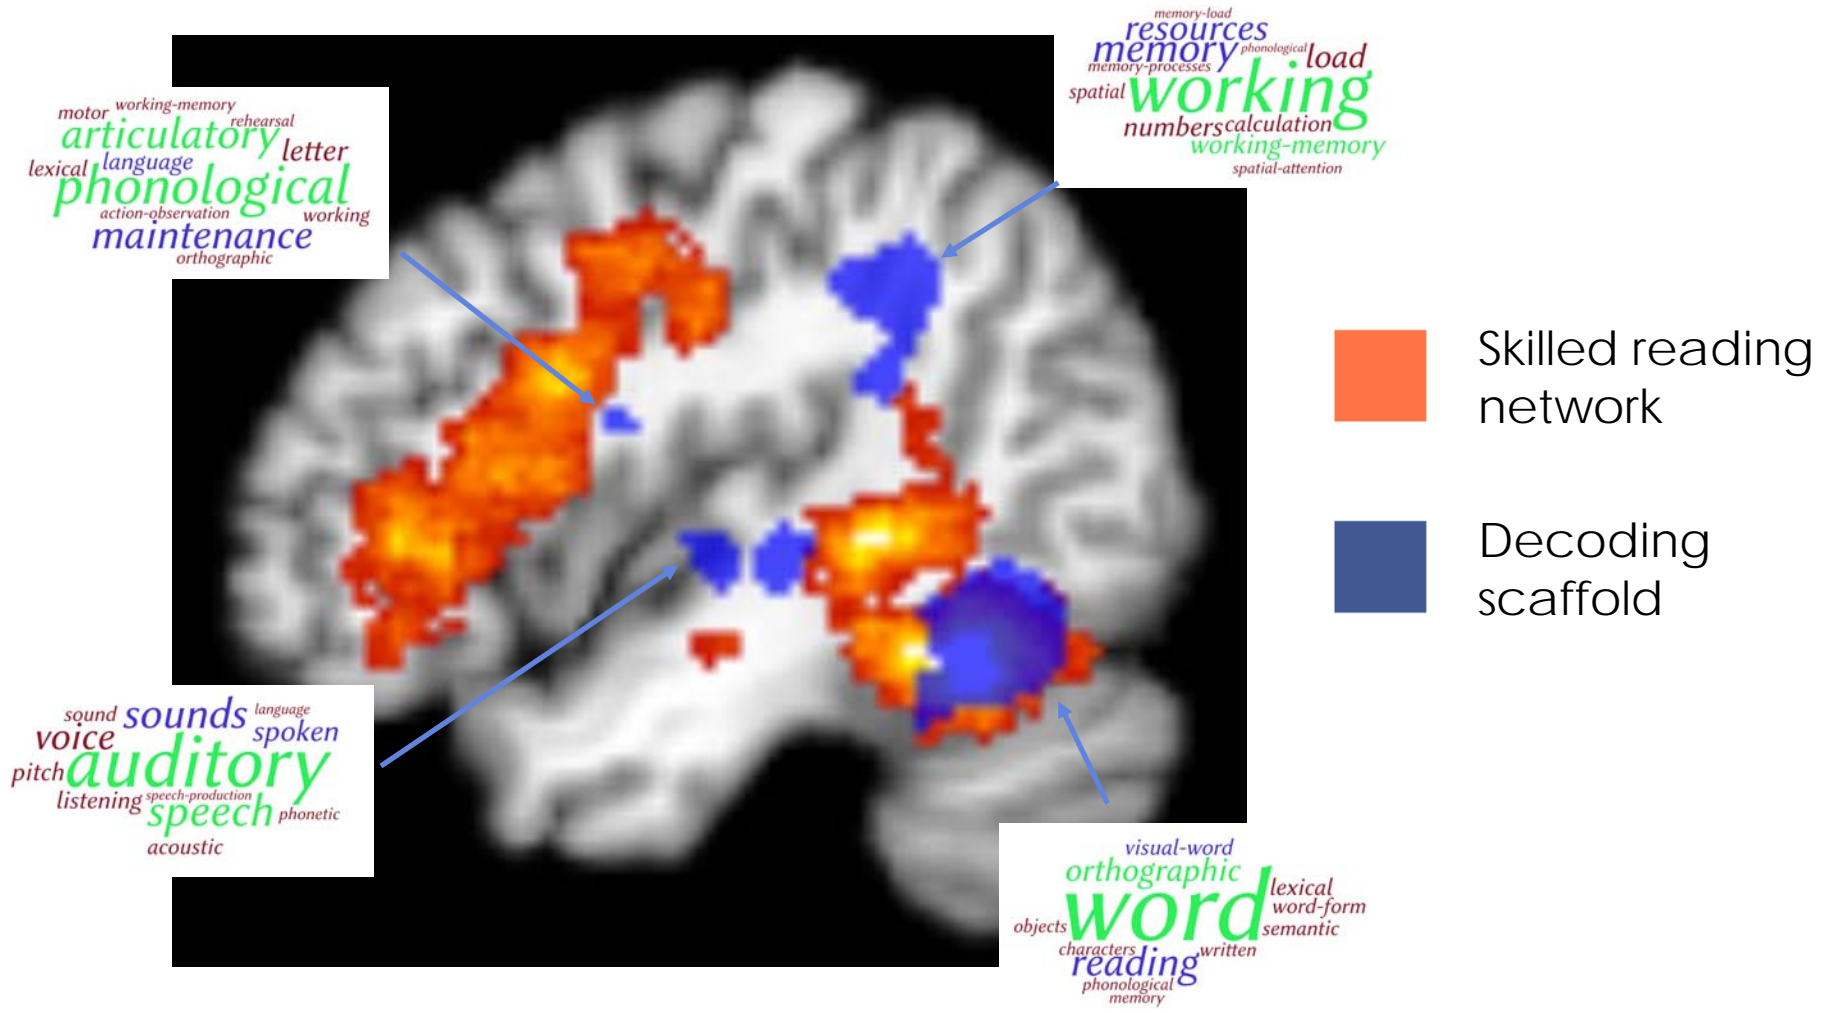 memory-load
resources
memory phonological load
memory-processes
spatial working
numbers calculation
working-memory
spatial-attention
motor working-memory
rehearsal
articulatory
letter
lexical language
phonological
action-observation working
maintenance
orthographic
Skilled reading
network
Decoding
scaffold
sound sounds language
voice spoken
pitch auditory
listening speech-production
speech phonetic
acoustic
visual-word
orthographic
word lexical
word-form
objects semantic
characters written
reading
phonological
memory